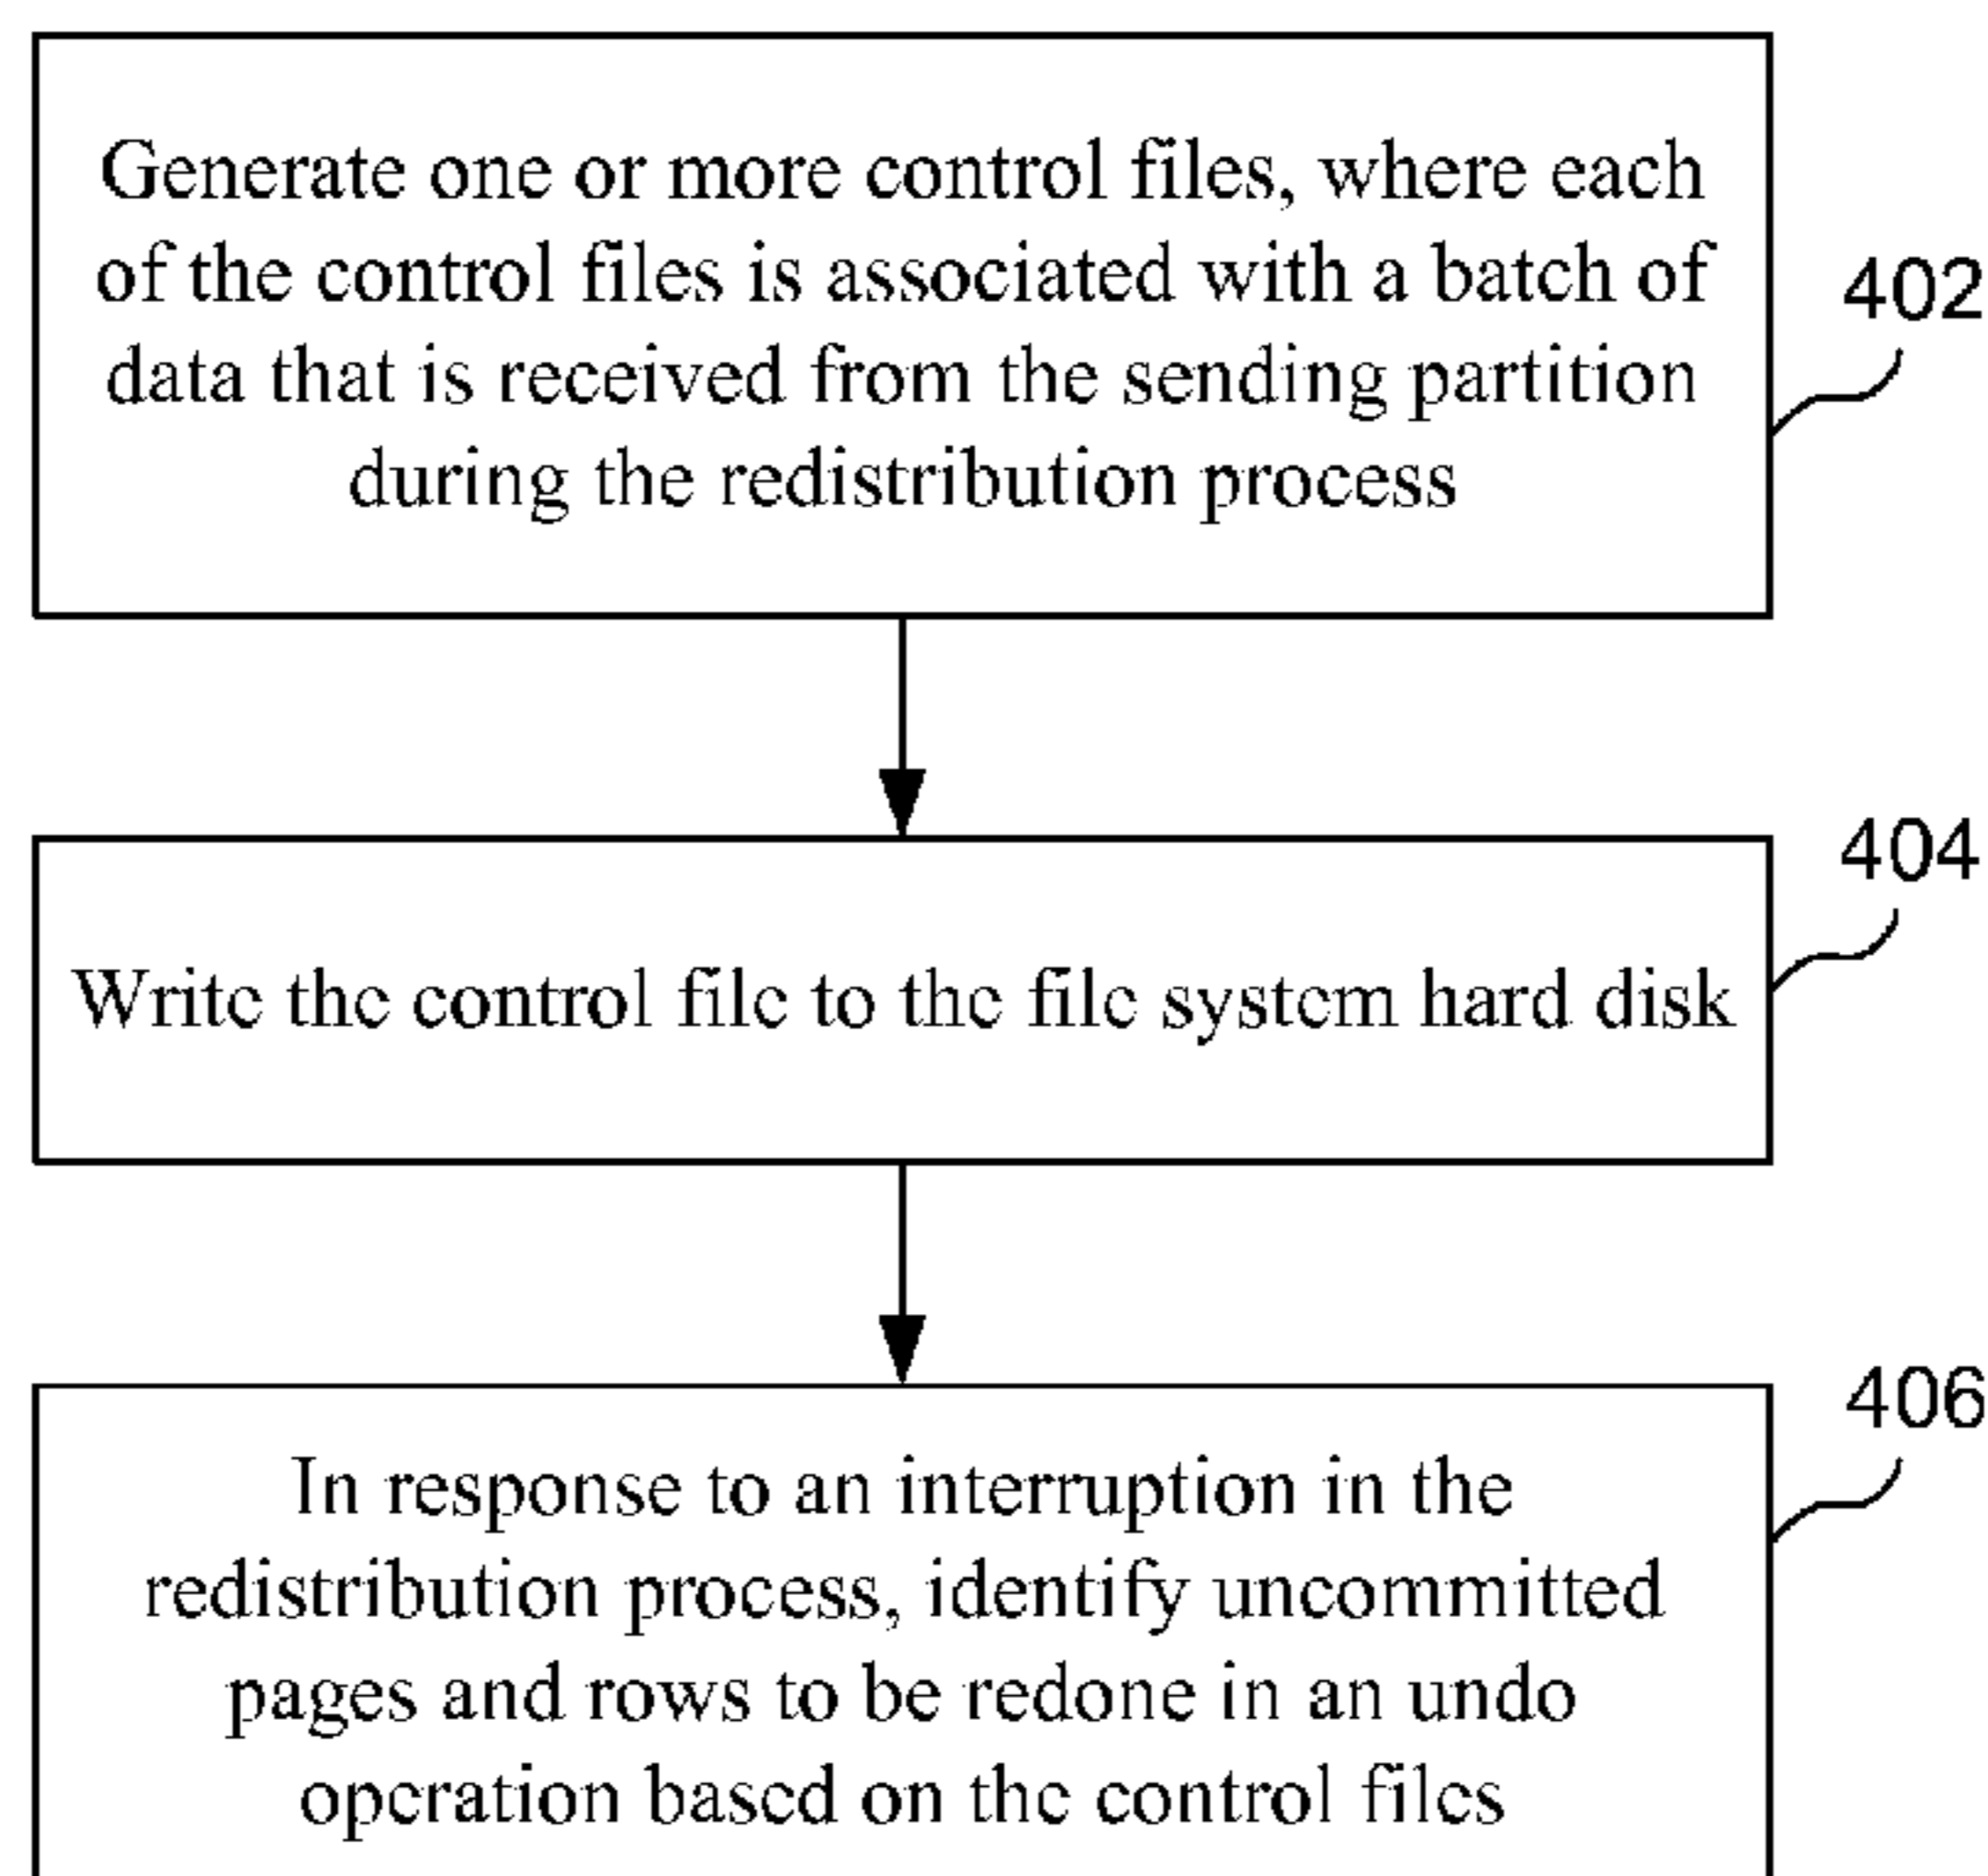 Generate one or more control files, where each
of the control files is associated with a batch of
data that is received from the sending partition
during the redistribution process
402
Write the control file to the file system hard disk
404
In response to an interruption in the
redistribution process, identify uncommitted
pages and rows to be redone in an undo
operation based on the control files
406